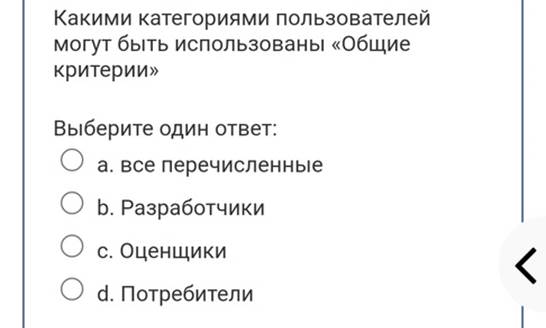 Какими категориями пользователей
могут быть использованы «Общие
критерии»
Выберите один ответ:
a. все перечисленные
b. Разработчики
c. Оценщики
d. Потребители